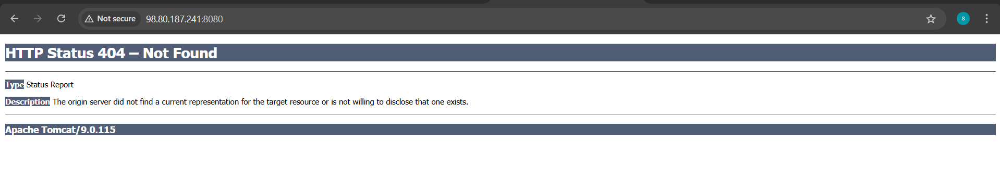 Not secure 98.80.187.241:8080 S
HTTP Status 404 – Not Found
Type Status Report
Description The origin server did not find a current representation for the target resource or is not willing to disclose that one exists.
Apache Tomcat/9.0.115